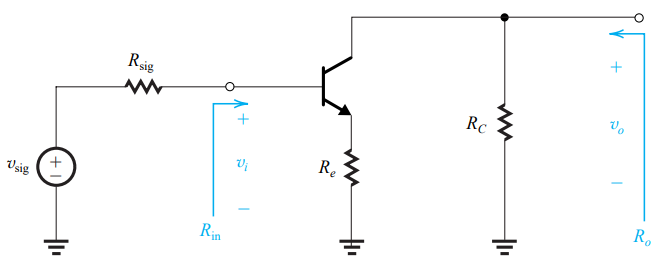 R_sig
R_C
R_e
v_sig
+
−
+
v_i
−
R_in
+
v_o
−
R_o